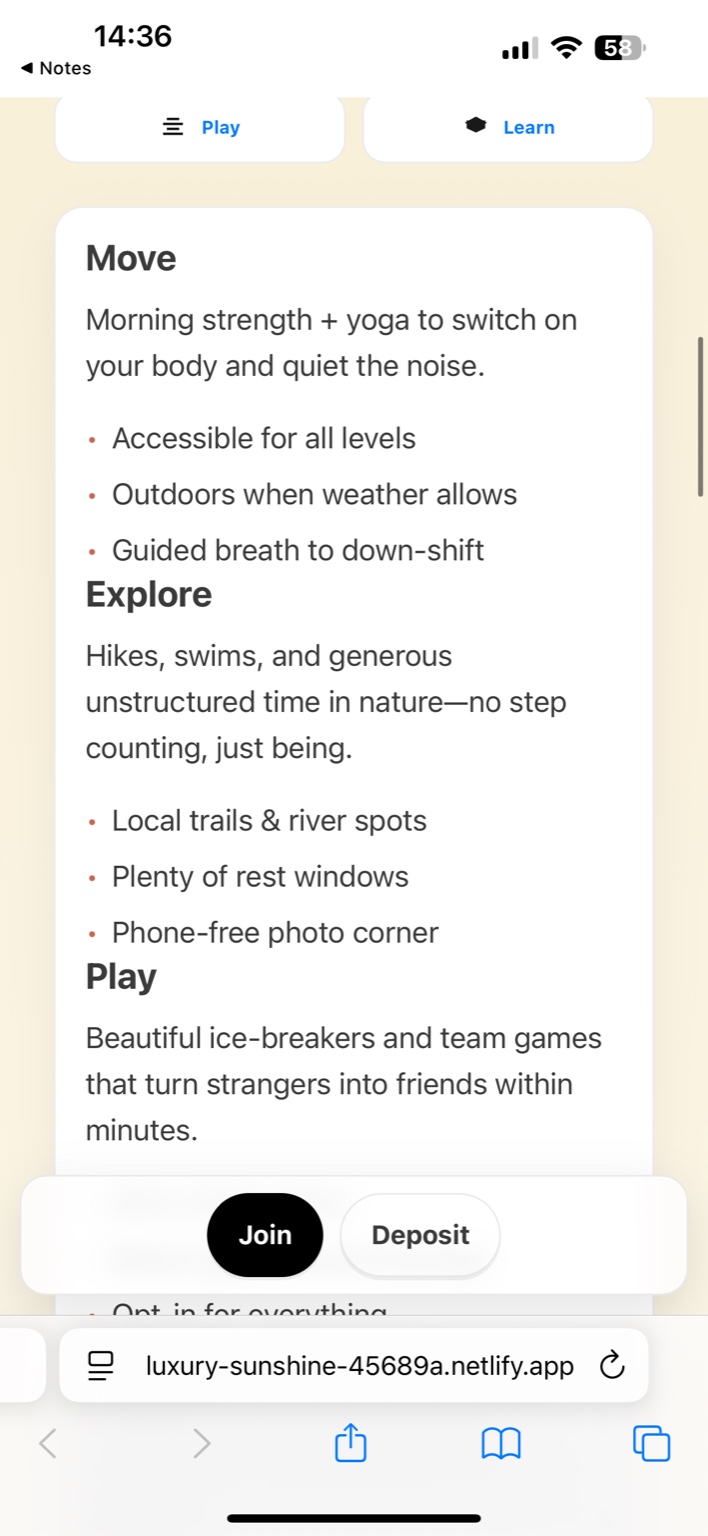 14:36
58
◀ Notes
Play
Learn
Move
Morning strength + yoga to switch on
your body and quiet the noise.
• Accessible for all levels
• Outdoors when weather allows
• Guided breath to down-shift
Explore
Hikes, swims, and generous
unstructured time in nature—no step
counting, just being.
• Local trails & river spots
• Plenty of rest windows
• Phone-free photo corner
Play
Beautiful ice-breakers and team games
that turn strangers into friends within
minutes.
Join
Deposit
• Opt-in for everything
luxury-sunshine-45689a.netlify.app